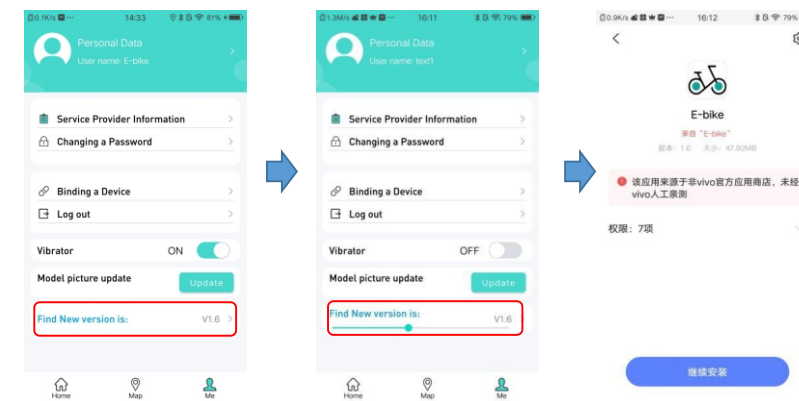 0.1K/s
14:33
81%
Personal Data
User name: E-bike
Service Provider Information
Changing a Password
Binding a Device
Log out
Vibrator ON
Model picture update Update
Find New version is: V1.6
Home Map Me
1.3M/s
16:11
79%
Personal Data
User name: text1
Service Provider Information
Changing a Password
Binding a Device
Log out
Vibrator OFF
Model picture update Update
Find New version is: V1.6
Home Map Me
0.9K/s
16:12
79%
E-bike
来自 "E-bike"
版本: 1.6 大小: 47.92MB
该应用来源于非vivo官方应用商店，未经
vivo人工亲测
权限: 7项
继续安装